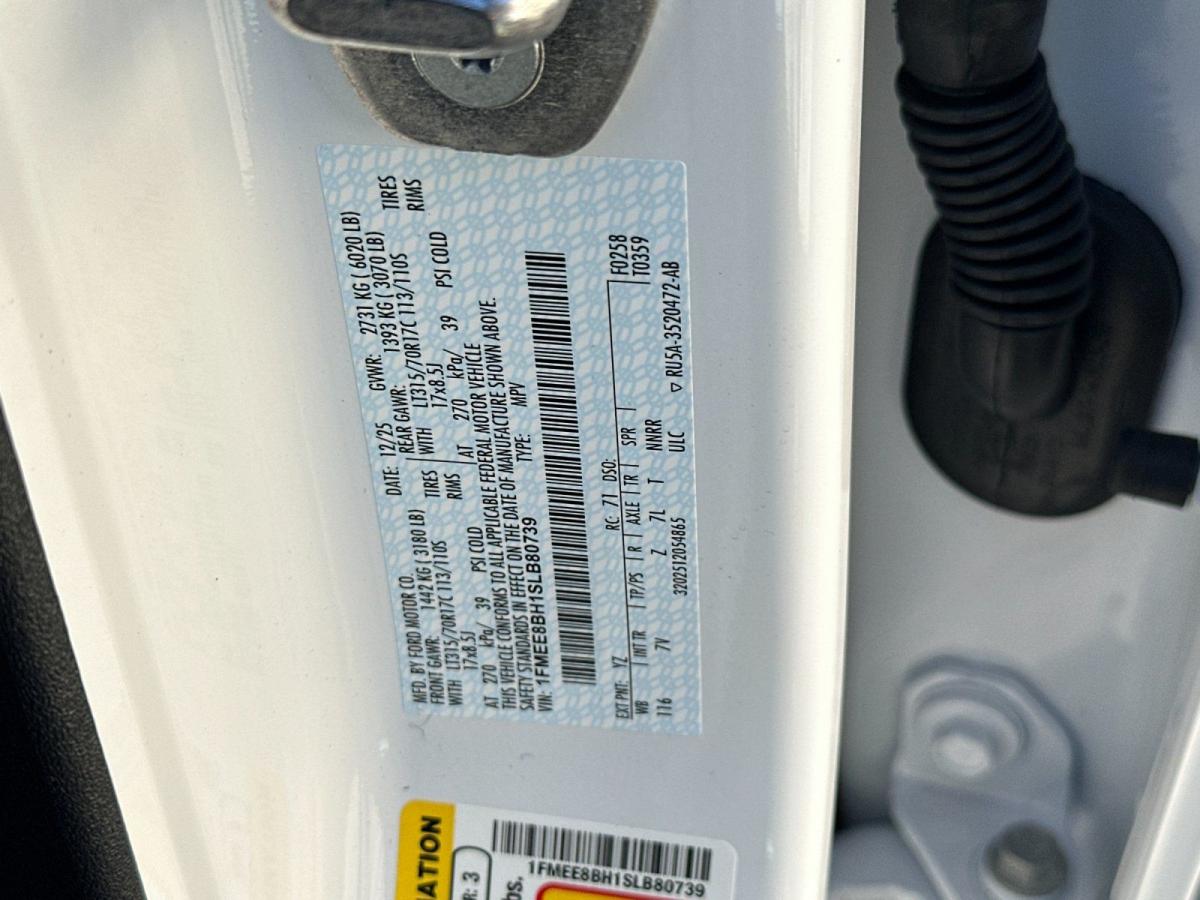 MFD. BY FORD MOTOR CO.
DATE: 12/25 GVWR: 2731 KG ( 6020 LB)
FRONT GAWR: 1442 KG ( 3180 LB)
REAR GAWR: 1393 KG ( 3070 LB)
WITH LT315/70R17C 113/110S TIRES
WITH LT315/70R17C 113/110S TIRES
17x8.5J RIMS
17x8.5J RIMS
AT 270 kPa/ 39 PSI COLD
AT 270 kPa/ 39 PSI COLD
THIS VEHICLE CONFORMS TO ALL APPLICABLE FEDERAL MOTOR VEHICLE
SAFETY STANDARDS IN EFFECT ON THE DATE OF MANUFACTURE SHOWN ABOVE.
VIN: 1FMEE8BH1SLB80739 TYPE: MPV
EXT PNT: YZ RC: 71 DSO: F0258
WB INT TR TP/PS R AXLE TR SPR T0359
116 7V Z 7L T NNRR
3202512054865 ULC ▽ RU5A-3520472-AB
1FMEE8BH1SLB80739